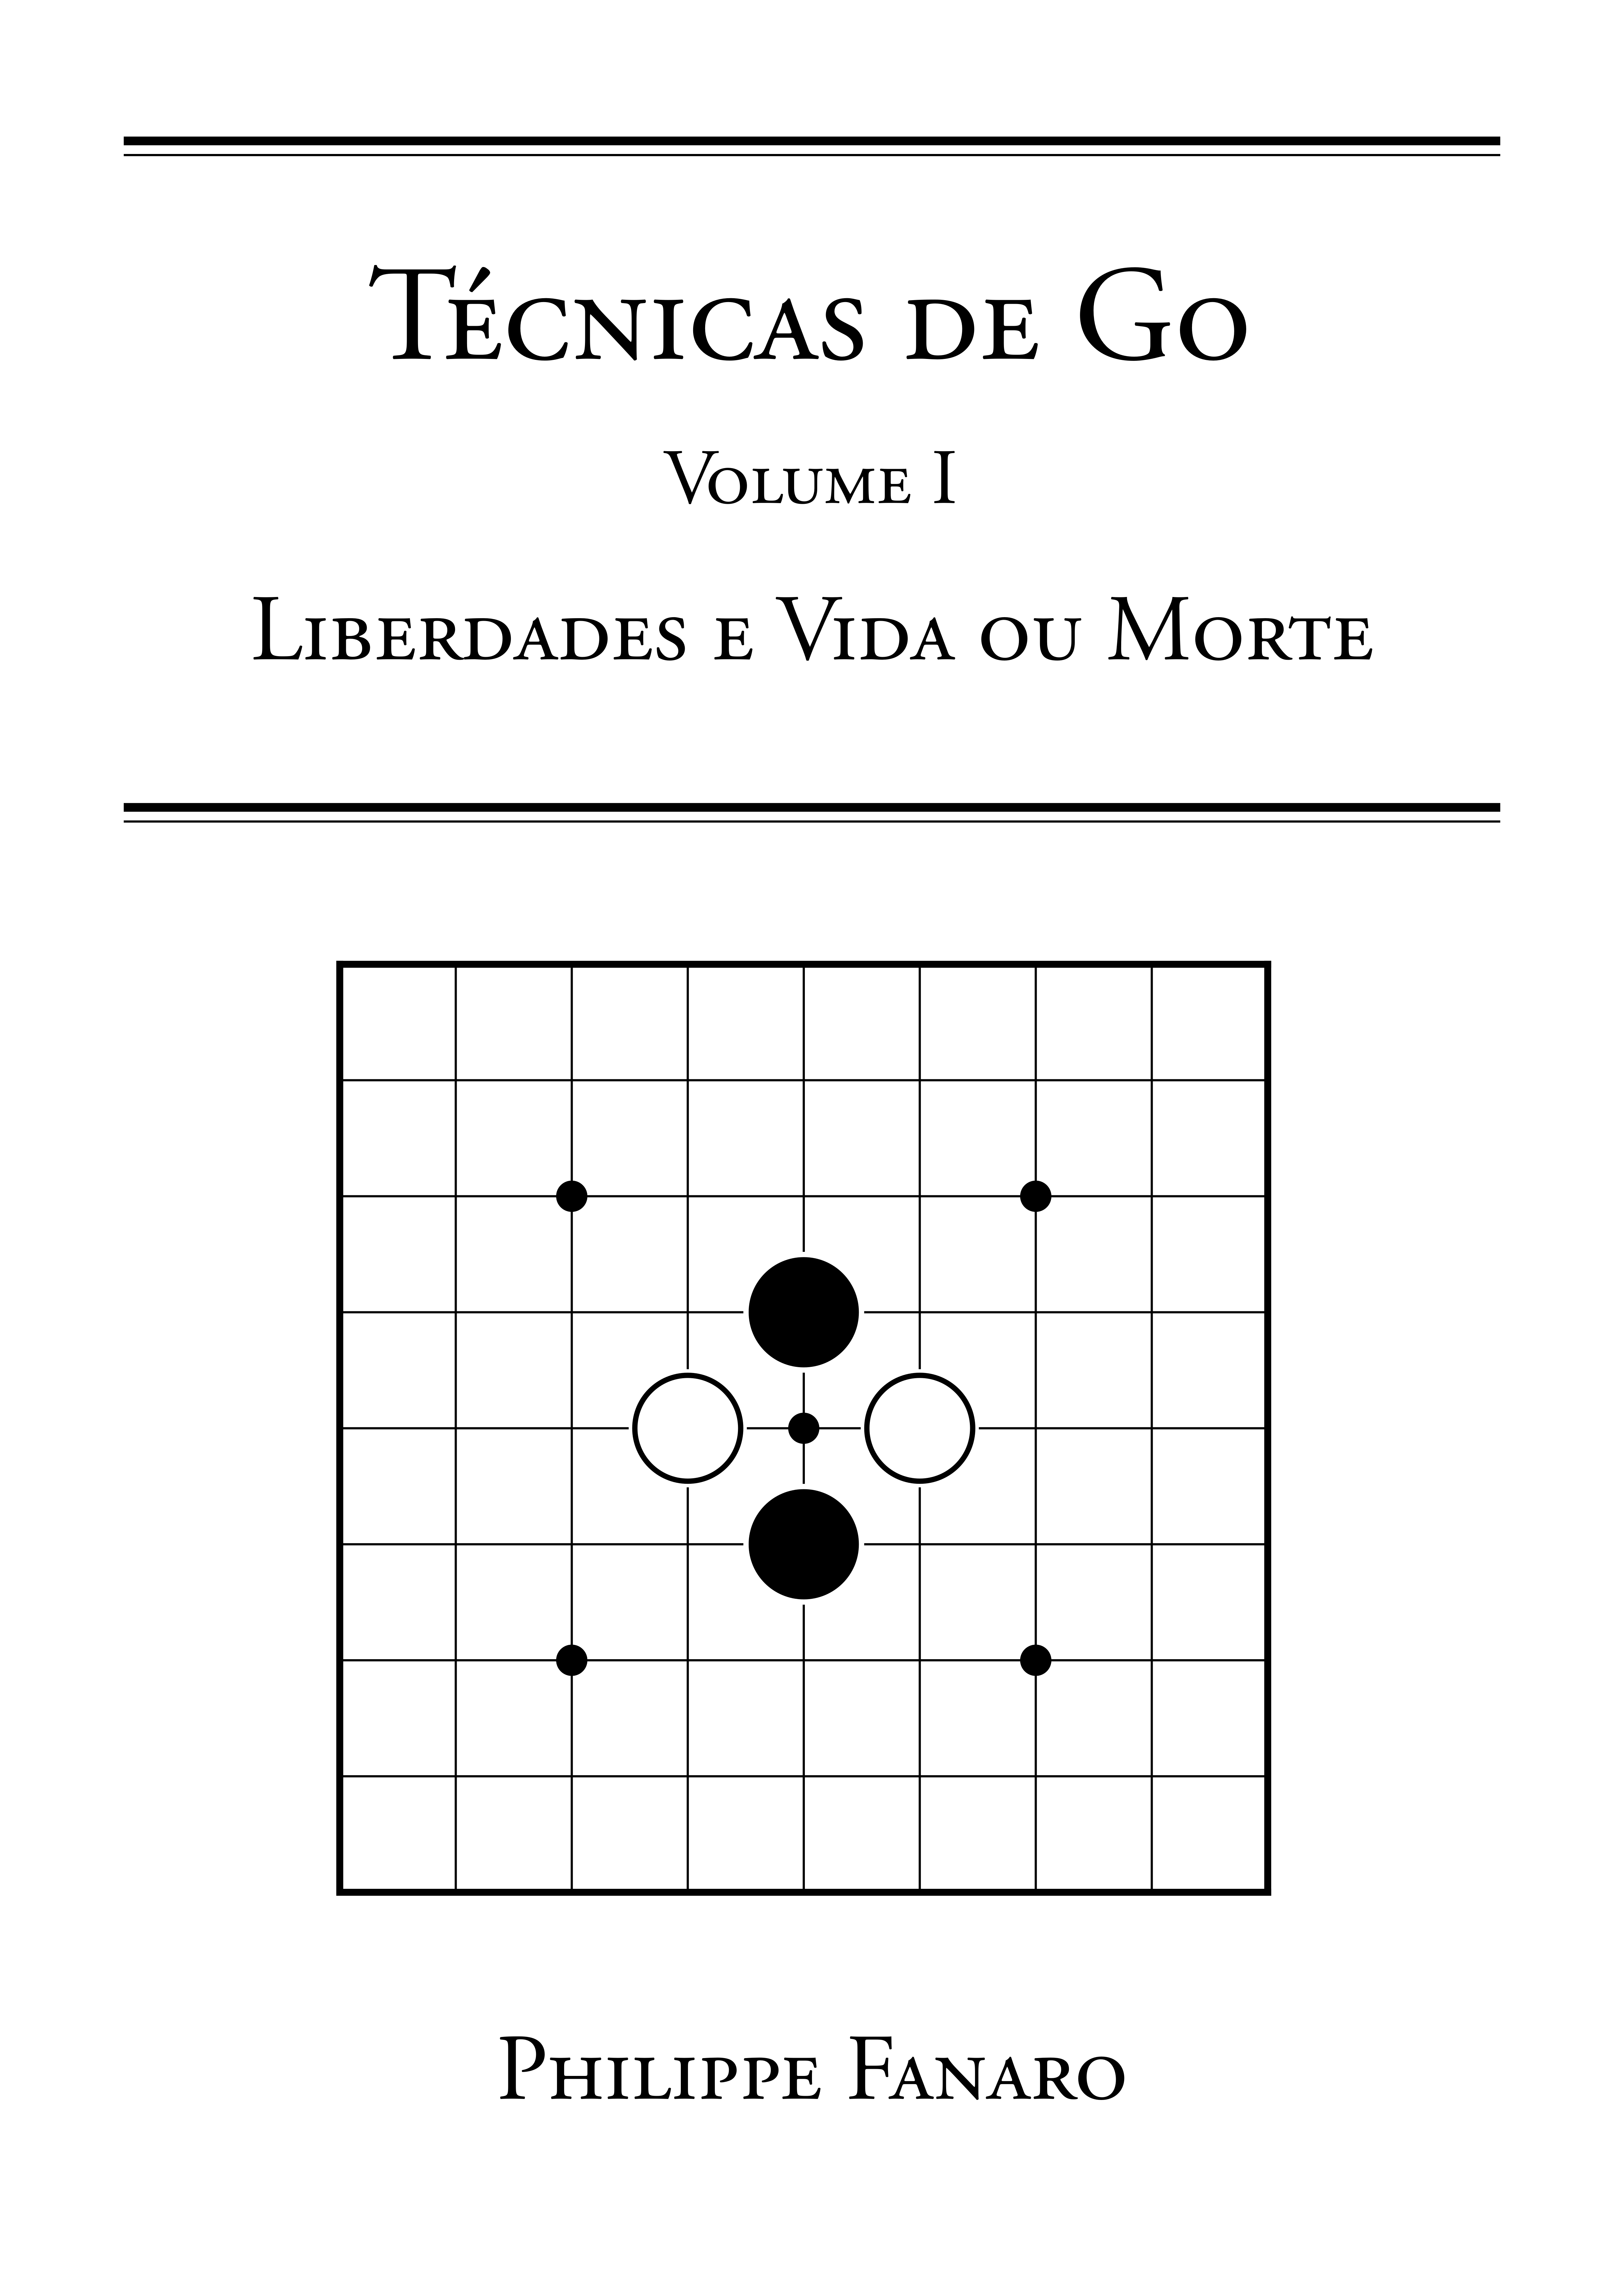 Técnicas de Go
Volume I
Liberdades e Vida ou Morte
Philippe Fanaro